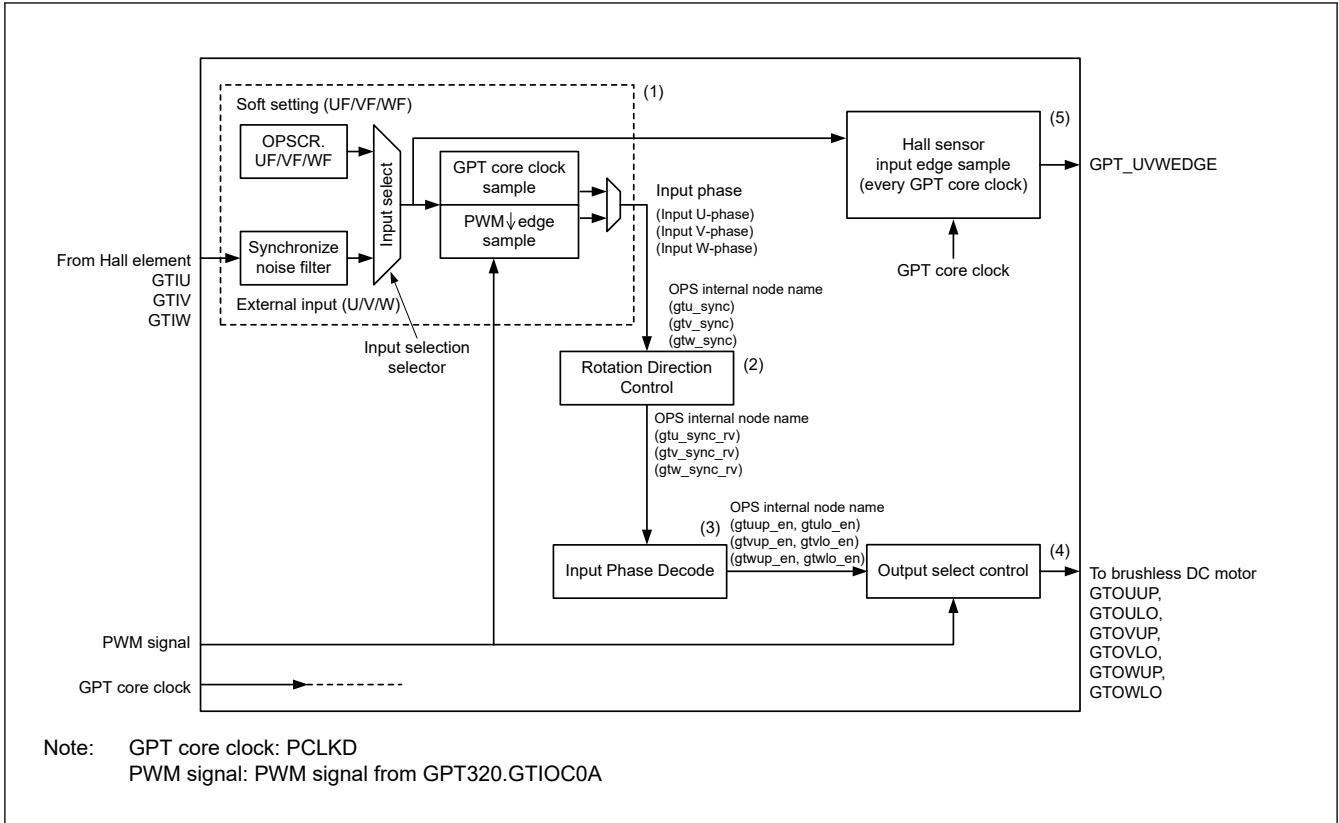 (1)
Soft setting (UF/VF/WF)
OPSCR.
UF/VF/WF
Input select
GPT core clock
sample
PWM↓edge
sample
Synchronize
noise filter
External input (U/V/W)
From Hall element
GTIU
GTIV
GTIW
Input selection
selector
Input phase
(Input U-phase)
(Input V-phase)
(Input W-phase)
(5)
Hall sensor
input edge sample
(every GPT core clock)
GPT_UVWEDGE
GPT core clock
OPS internal node name
(gtu_sync)
(gtv_sync)
(gtw_sync)
(2)
Rotation Direction
Control
OPS internal node name
(gtu_sync_rv)
(gtv_sync_rv)
(gtw_sync_rv)
OPS internal node name
(gtuup_en, gtulo_en)
(gtvup_en, gtvlo_en)
(gtwup_en, gtwlo_en)
(3)
Input Phase Decode
Output select control
(4)
To brushless DC motor
GTOUUP,
GTOULO,
GTOVUP,
GTOVLO,
GTOWUP,
GTOWLO
PWM signal
GPT core clock
Note: GPT core clock: PCLKD
PWM signal: PWM signal from GPT320.GTIOC0A